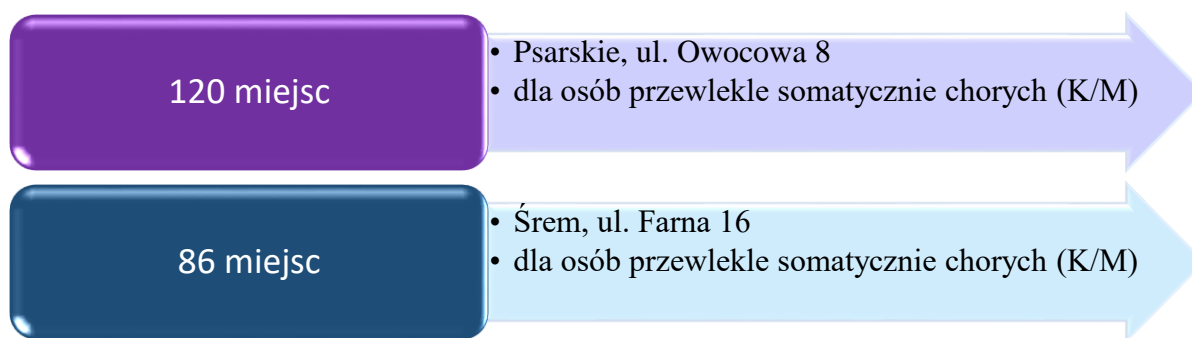 120 miejsc
• Psarskie, ul. Owocowa 8
• dla osób przewlekle somatycznie chorych (K/M)
86 miejsc
• Śrem, ul. Farna 16
• dla osób przewlekle somatycznie chorych (K/M)